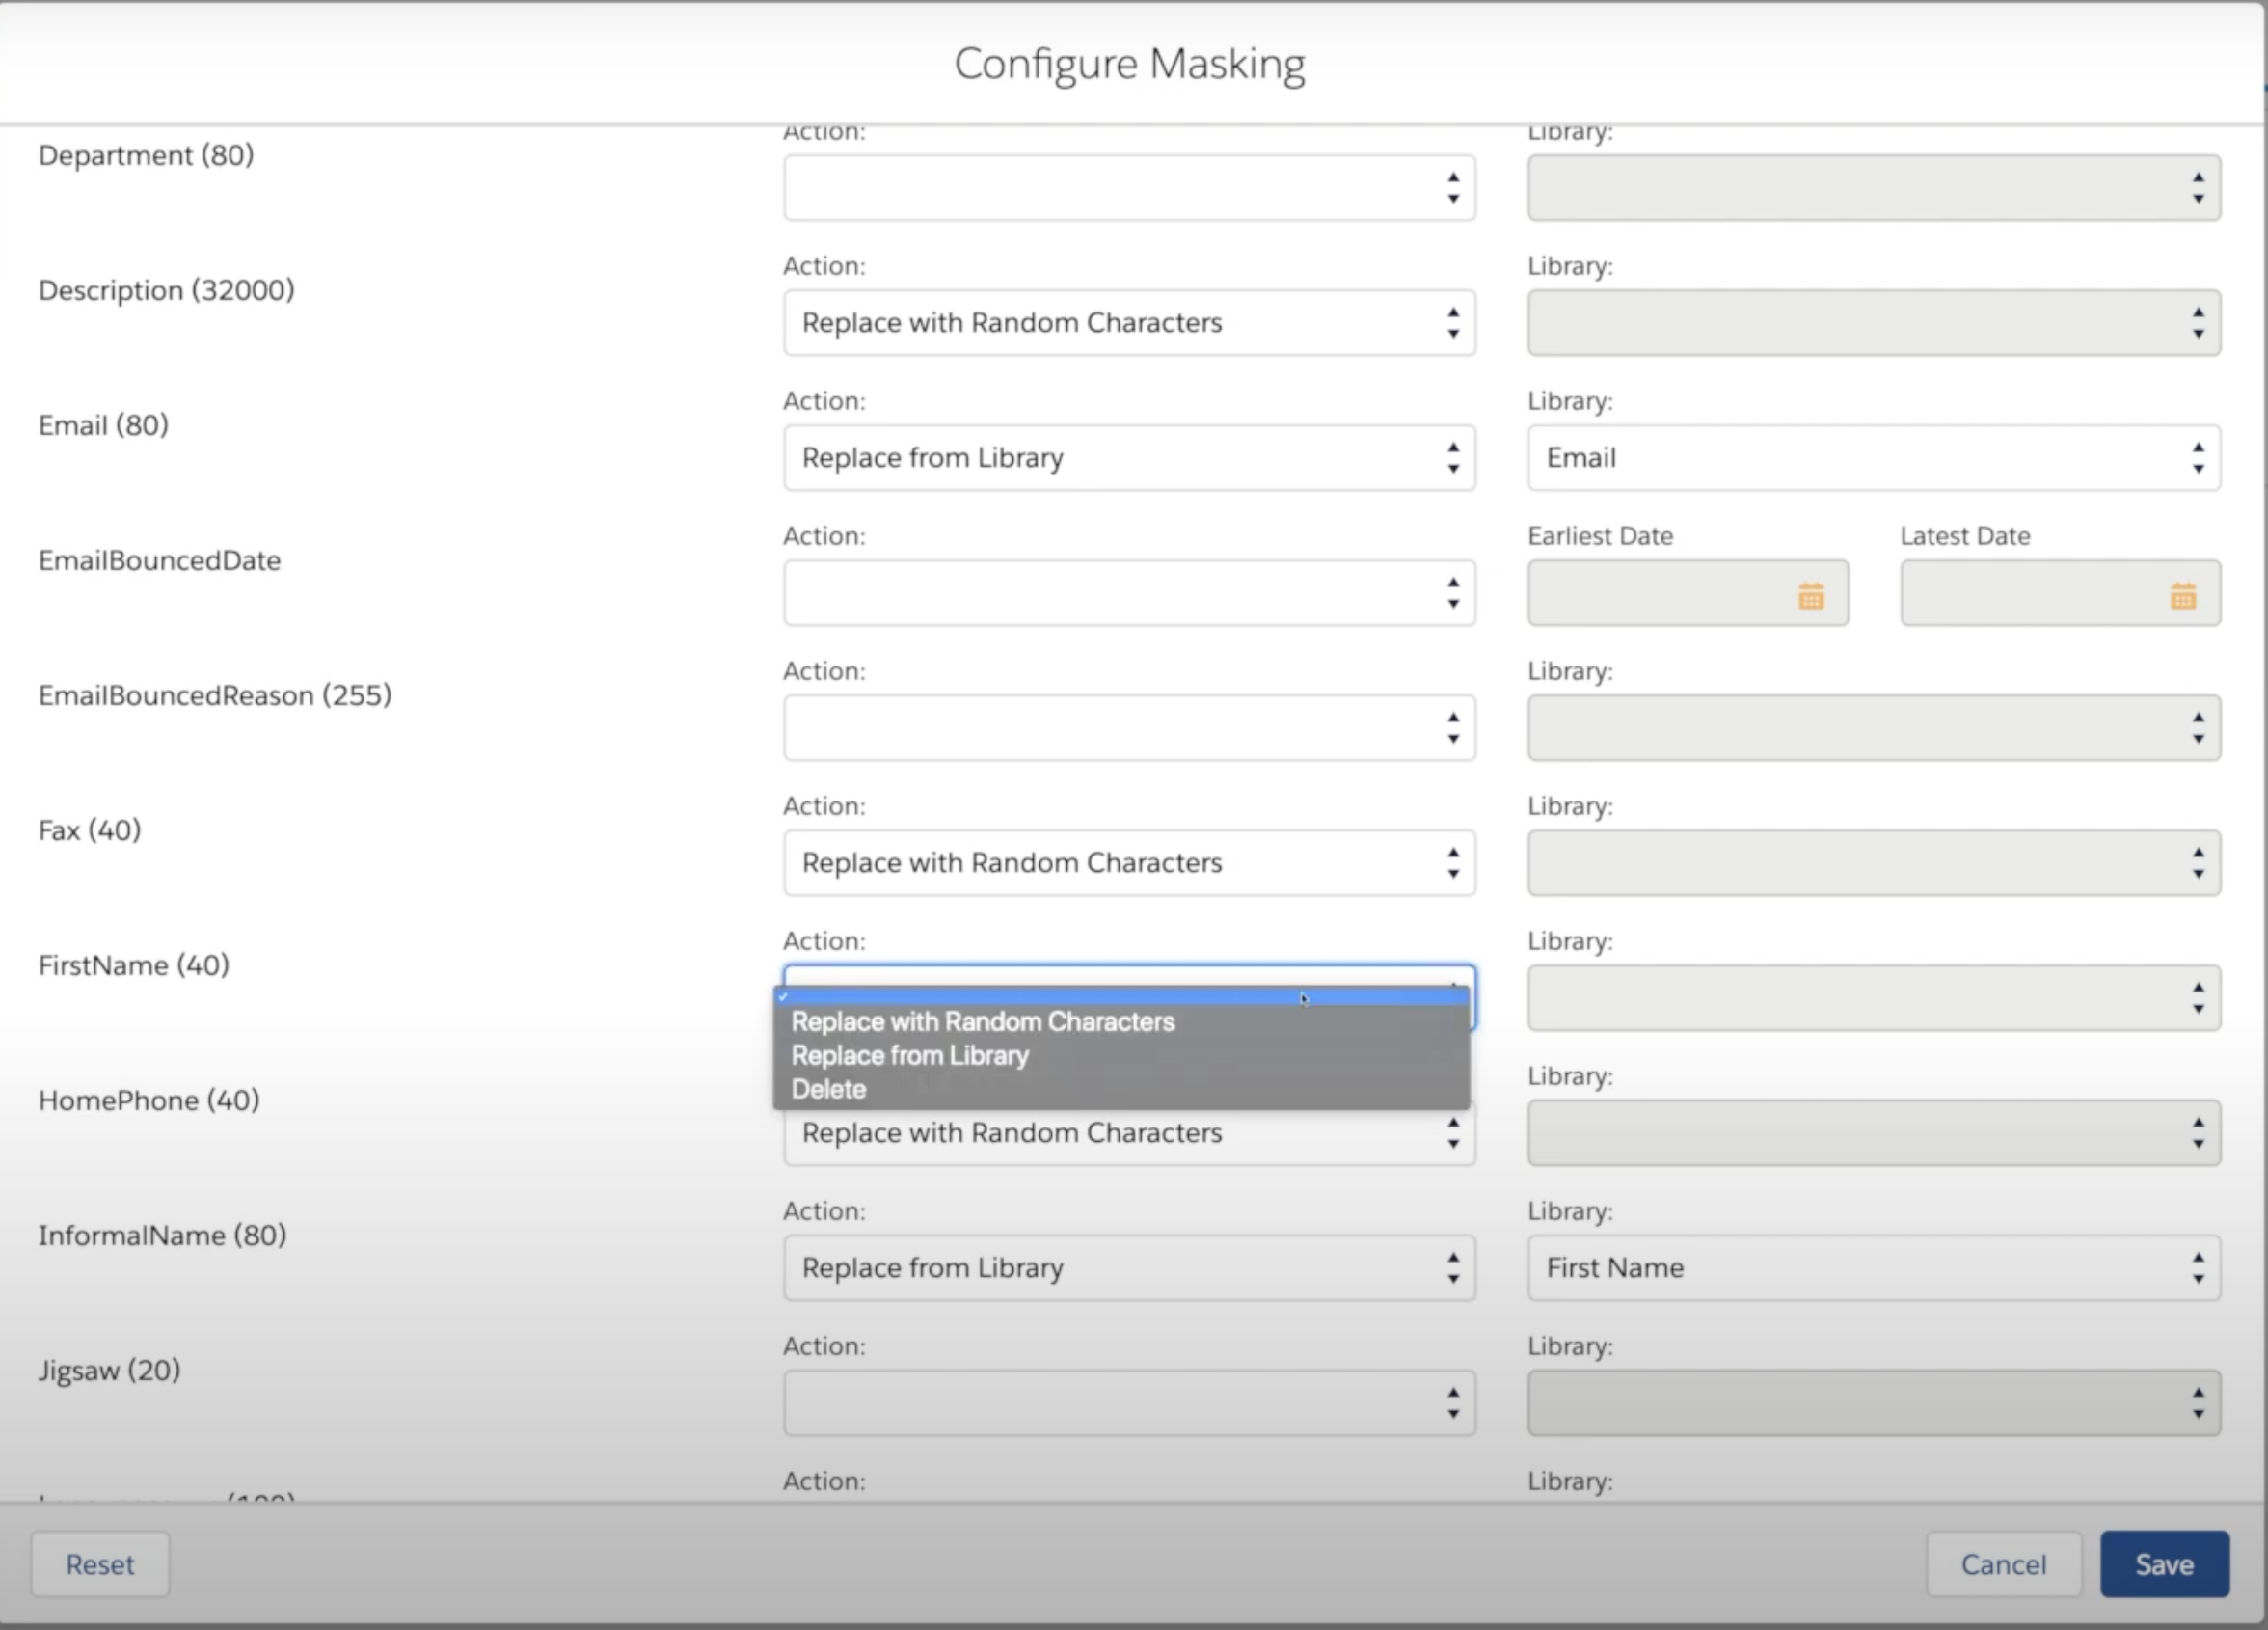 Configure Masking
Action: Library:
Department (80)
Action: Library:
Description (32000)
Replace with Random Characters
Action: Library:
Email (80)
Replace from Library Email
Action: Earliest Date Latest Date
EmailBouncedDate
Action: Library:
EmailBouncedReason (255)
Action: Library:
Fax (40)
Replace with Random Characters
Action: Library:
FirstName (40)
Replace with Random Characters
Replace from Library
Delete
Library:
HomePhone (40)
Replace with Random Characters
Action: Library:
InformalName (80)
Replace from Library First Name
Action: Library:
Jigsaw (20)
Action: Library:
Reset Cancel Save